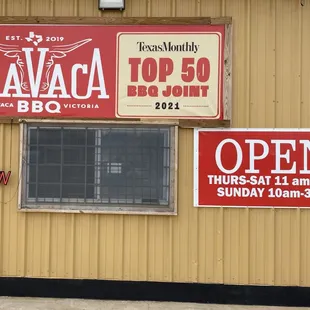 EST. 2019
AVACA
ACA BBQ VICTORIA
TexasMonthly
TOP 50
BBQ JOINT
2021
OPEN
THURS-SAT 11 am
SUNDAY 10am-3
W